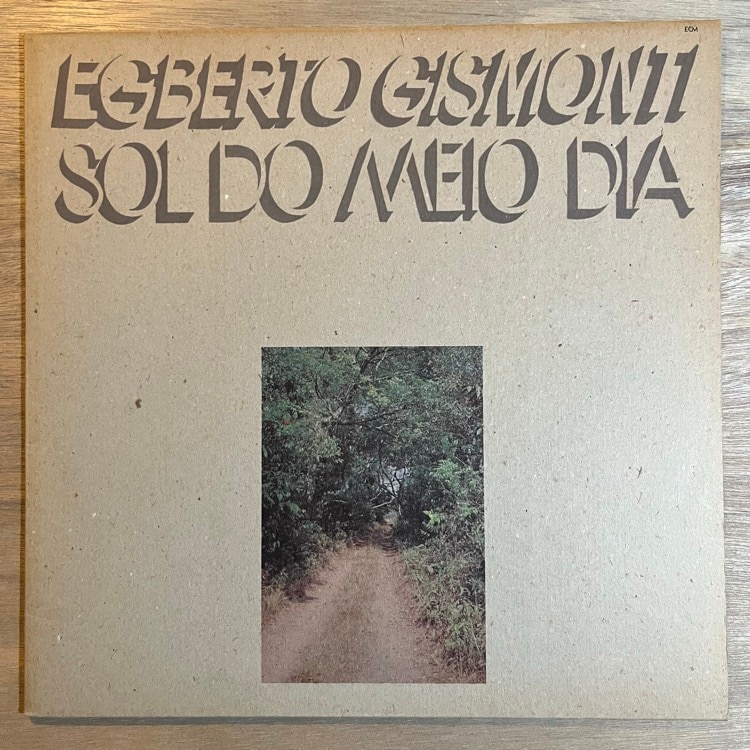 ECM
EGBERTO GISMONTI
SOL DO MEIO DIA